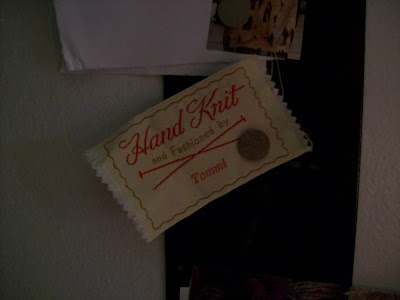 Hand Knit
and Fashioned by
Tommi